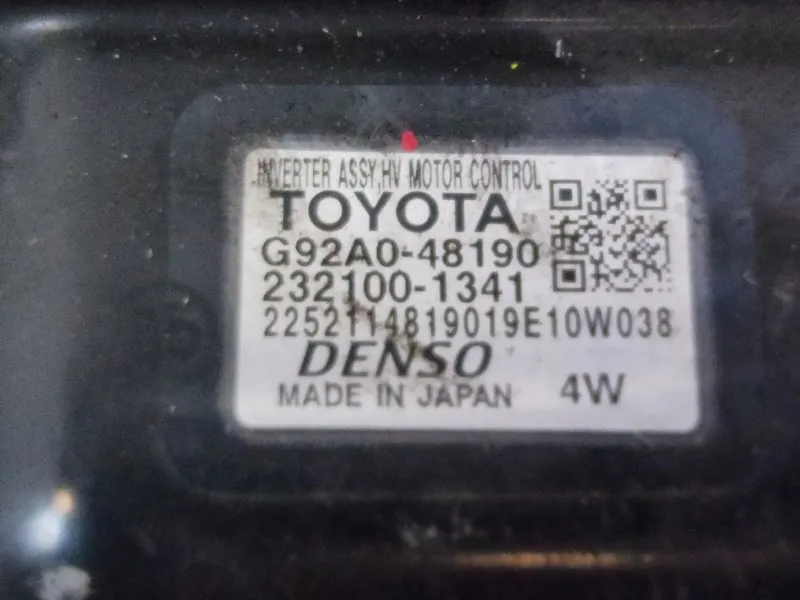 INVERTER ASSY,HV MOTOR CONTROL
TOYOTA
G92A0-48190
232100-1341
2252114819019E10W038
DENSO
MADE IN JAPAN 4W